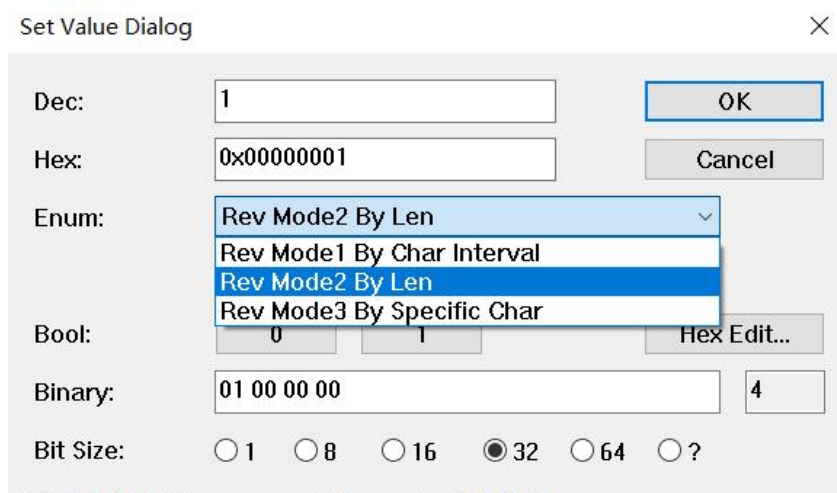 Set Value Dialog
Dec: 1 OK
Hex: 0x00000001 Cancel
Enum: Rev Mode2 By Len
Rev Mode1 By Char Interval
Rev Mode2 By Len
Rev Mode3 By Specific Char
Bool: 0 1 Hex Edit...
Binary: 01 00 00 00 4
Bit Size: 1 8 16 32 64 ?